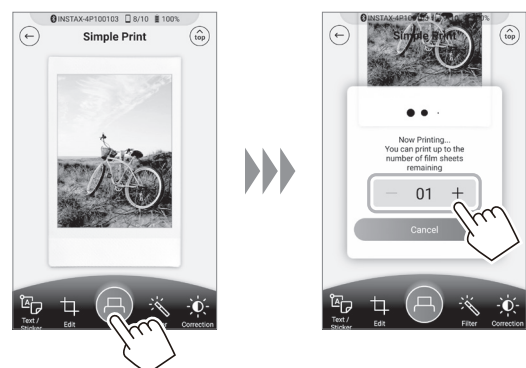 INSTAX-4P100103 8/10 100%
Simple Print
top
Text /
Sticker
Edit
Correction
Simple Print
top
Now Printing...
You can print up to the
number of film sheets
remaining
01
Cancel
Text /
Sticker
Edit
Filter
Correction